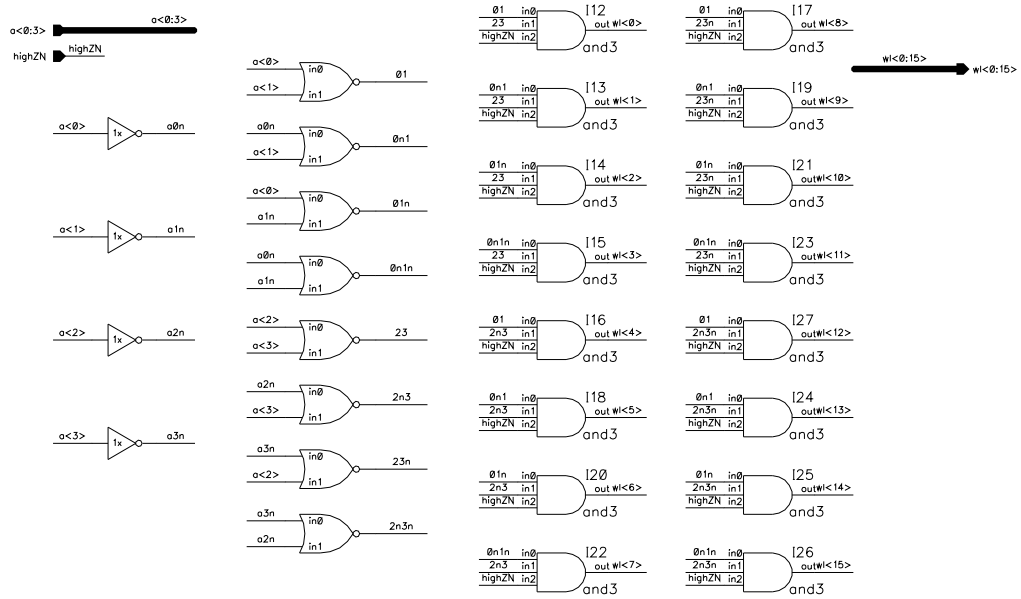 a<0:3>
a<0:3>
highZN
highZN
a<0>
1x
a0n
a<1>
1x
a1n
a<2>
1x
a2n
a<3>
1x
a3n
a<0>
in0
a<1>
in1
01
a0n
in0
a<1>
in1
0n1
a<0>
in0
a1n
in1
01n
a0n
in0
a1n
in1
0n1n
a<2>
in0
a<3>
in1
23
a2n
in0
a<3>
in1
2n3
a3n
in0
a<2>
in1
23n
a3n
in0
a2n
in1
2n3n
01 in0 I12
23 in1 out wl<0>
highZN in2 and3
0n1 in0 I13
23 in1 out wl<1>
highZN in2 and3
01n in0 I14
23 in1 out wl<2>
highZN in2 and3
0n1n in0 I15
23 in1 out wl<3>
highZN in2 and3
01 in0 I16
2n3 in1 out wl<4>
highZN in2 and3
0n1 in0 I18
2n3 in1 out wl<5>
highZN in2 and3
01n in0 I20
2n3 in1 out wl<6>
highZN in2 and3
0n1n in0 I22
2n3 in1 out wl<7>
highZN in2 and3
01 in0 I17
23n in1 out wl<8>
highZN in2 and3
0n1 in0 I19
23n in1 out wl<9>
highZN in2 and3
01n in0 I21
23n in1 out wl<10>
highZN in2 and3
0n1n in0 I23
23n in1 out wl<11>
highZN in2 and3
01 in0 I27
2n3n in1 out wl<12>
highZN in2 and3
0n1 in0 I24
2n3n in1 out wl<13>
highZN in2 and3
01n in0 I25
2n3n in1 out wl<14>
highZN in2 and3
0n1n in0 I26
2n3n in1 out wl<15>
highZN in2 and3
wl<0:15>
wl<0:15>